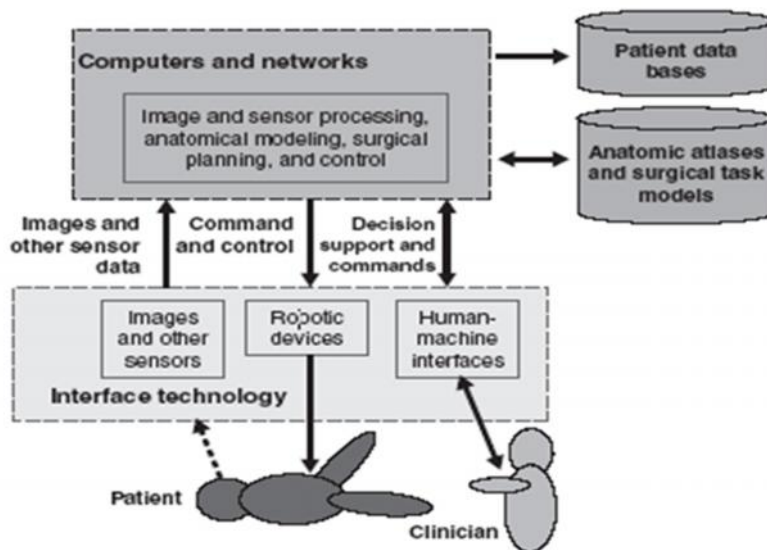 Computers and networks
Image and sensor processing,
anatomical modeling, surgical
planning, and control
Patient data
bases
Anatomic atlases
and surgical task
models
Images and
other sensor
data
Command
and control
Decision
support and
commands
Images
and other
sensors
Robotic
devices
Human-
machine
interfaces
Interface technology
Patient
Clinician